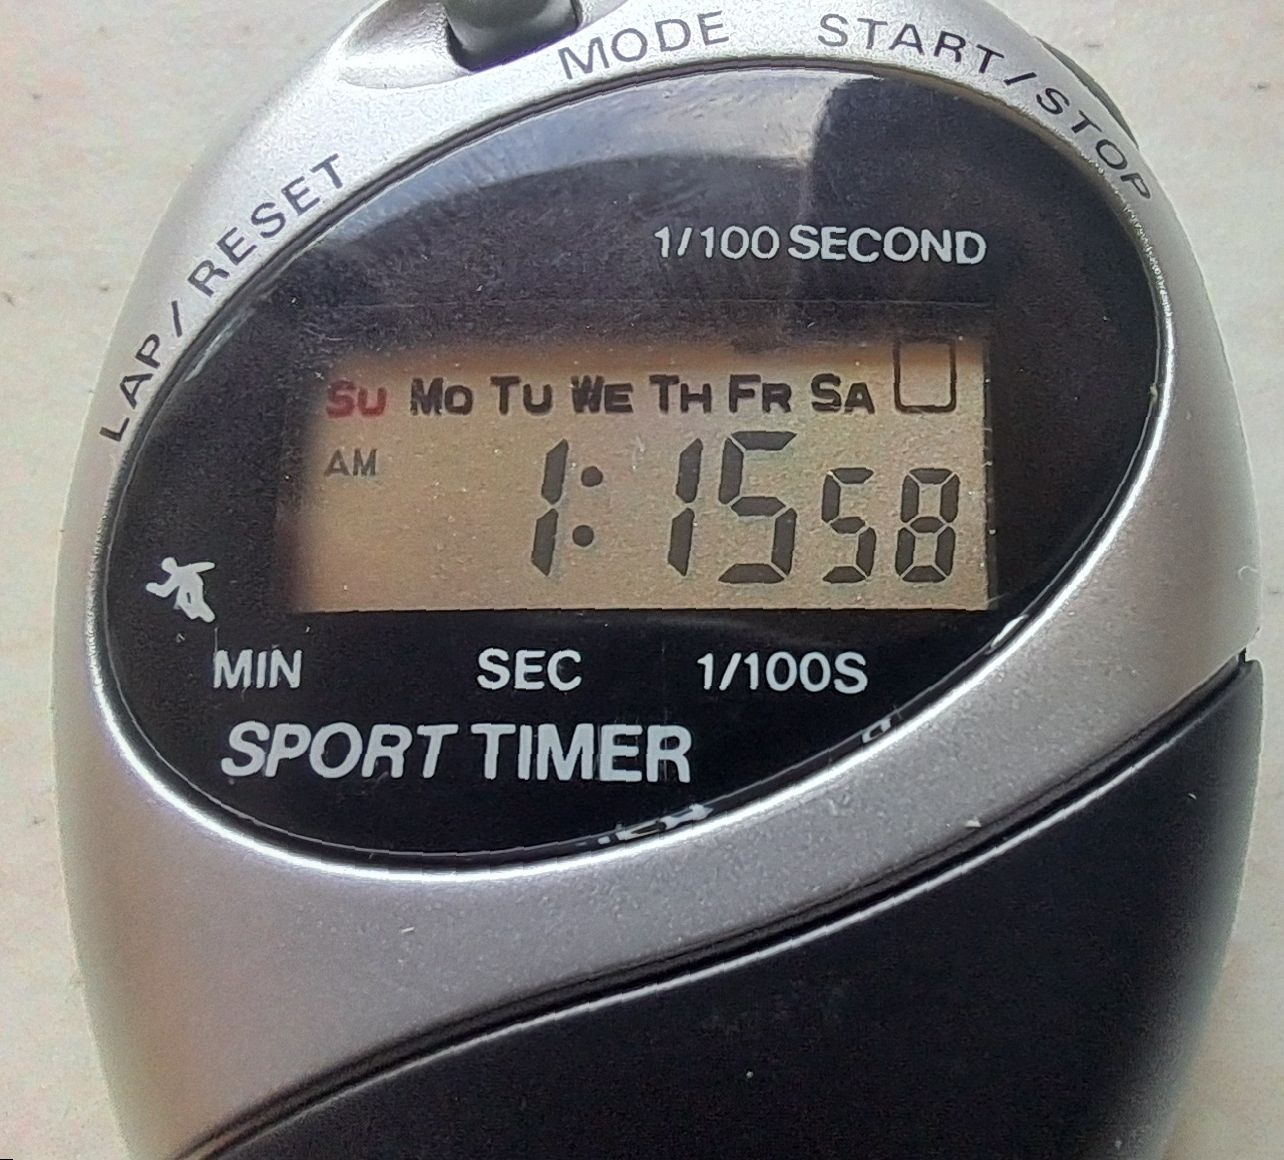 MODE START/STOP
LAP/RESET
1/100 SECOND
SU MO TU WE TH FR SA
AM
1:15 58
MIN SEC 1/100S
SPORT TIMER